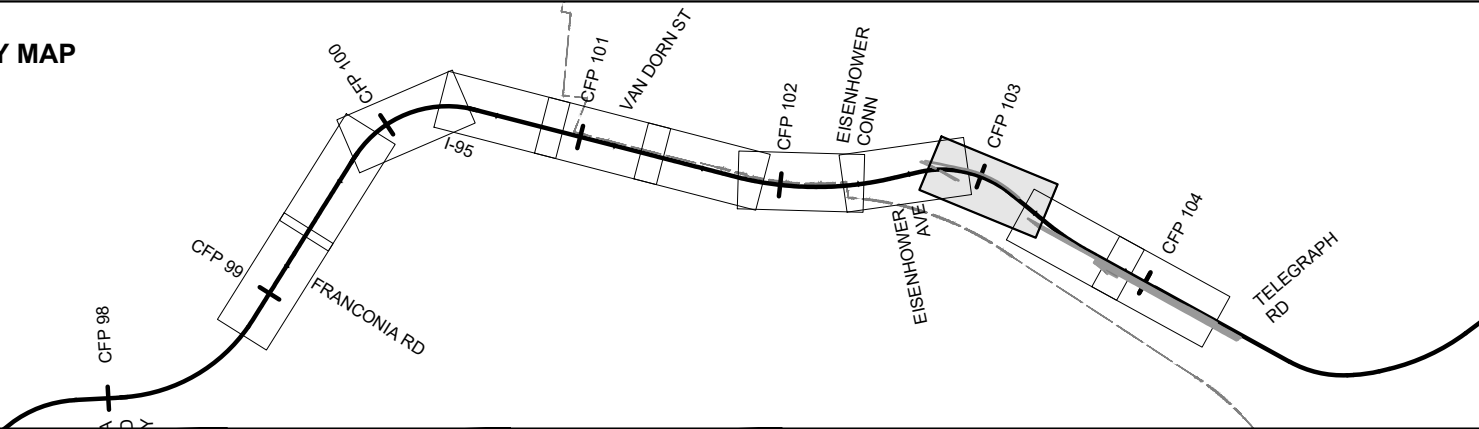 Y MAP
CFP 100
CFP 101
VAN DORN ST
CFP 102
EISENHOWER
CONN
CFP 103
I-95
CFP 99
FRANCONIA RD
EISENHOWER
AVE
CFP 104
TELEGRAPH
RD
CFP 98
A
D
Y